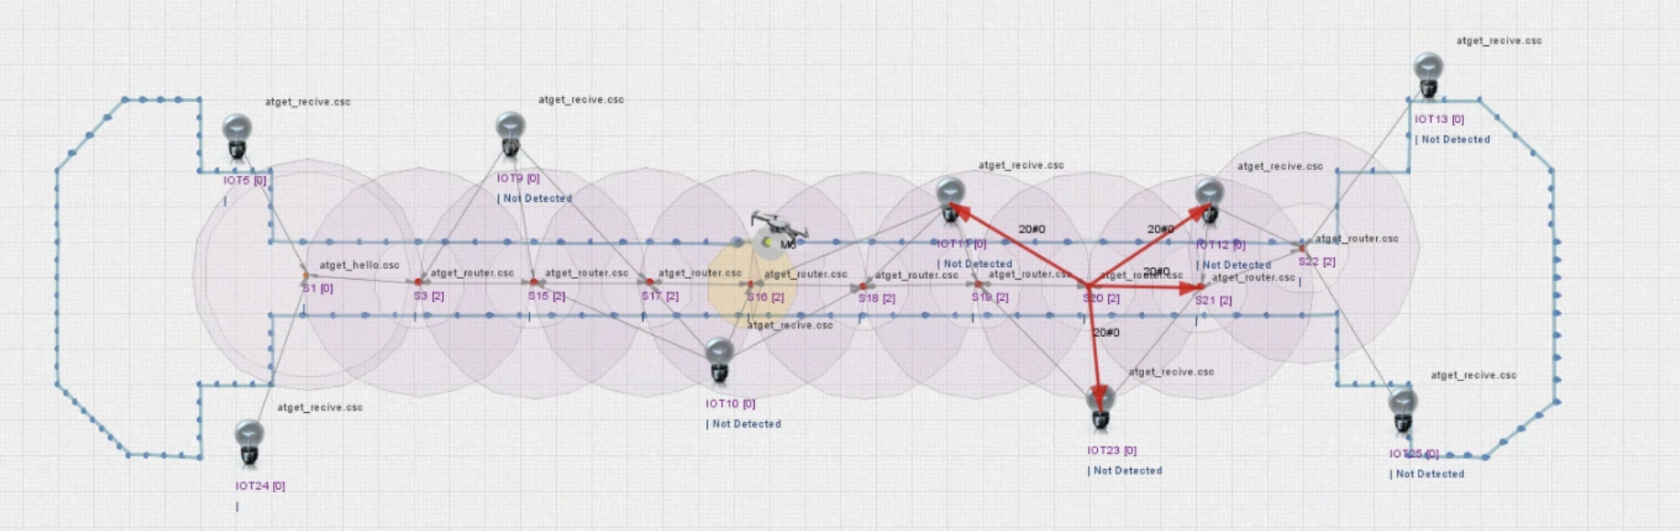 atget_recive.csc
IOT13 [0]
| Not Detected
atget_recive.csc
IOT5 [0]
|
atget_recive.csc
IOT9 [0]
| Not Detected
atget_recive.csc
IOT11 [0]
| Not Detected
atget_recive.csc
IOT12 [0]
| Not Detected
20#0
20#0
20#0
20#0
atget_hello.csc
S1 [0]
|
atget_router.csc
S3 [2]
|
atget_router.csc
S15 [2]
|
atget_router.csc
S17 [2]
|
atget_router.csc
S16 [2]
|
atget_router.csc
S18 [2]
|
atget_router.csc
S19 [2]
|
atget_router.csc
S20 [2]
|
atget_router.csc
S21 [2]
|
atget_router.csc
S22 [2]
|
atget_recive.csc
IOT10 [0]
| Not Detected
atget_recive.csc
IOT23 [0]
| Not Detected
atget_recive.csc
IOT25 [0]
| Not Detected
atget_recive.csc
IOT24 [0]
|